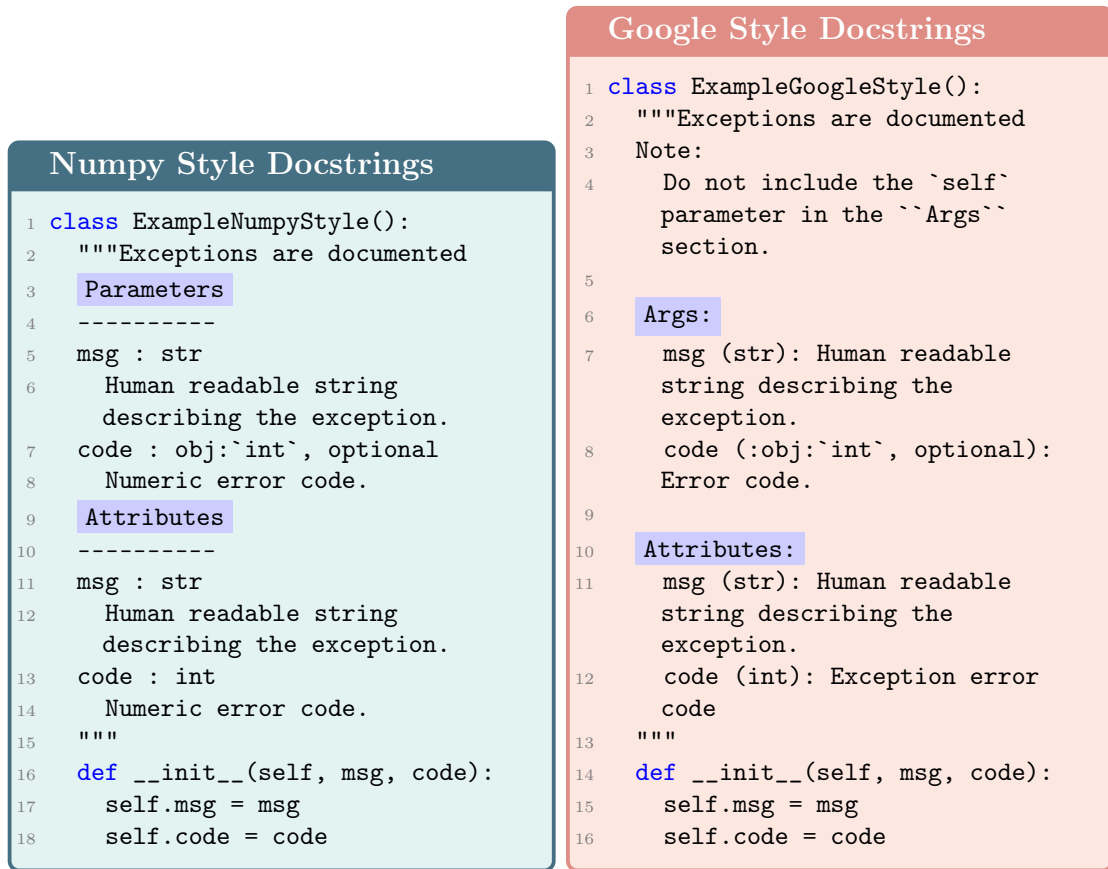 Numpy Style Docstrings
1 class ExampleNumpyStyle():
2   """Exceptions are documented
3   Parameters
4   ----------
5   msg : str
6     Human readable string
    describing the exception.
7   code : obj:`int`, optional
8     Numeric error code.
9   Attributes
10   ----------
11   msg : str
12     Human readable string
    describing the exception.
13   code : int
14     Numeric error code.
15   """
16   def __init__(self, msg, code):
17     self.msg = msg
18     self.code = code
Google Style Docstrings
1 class ExampleGoogleStyle():
2   """Exceptions are documented
3   Note:
4     Do not include the `self`
    parameter in the ``Args``
    section.
5
6   Args:
7     msg (str): Human readable
    string describing the
    exception.
8     code (:obj:`int`, optional):
    Error code.
9
10   Attributes:
11     msg (str): Human readable
    string describing the
    exception.
12     code (int): Exception error
    code
13   """
14   def __init__(self, msg, code):
15     self.msg = msg
16     self.code = code